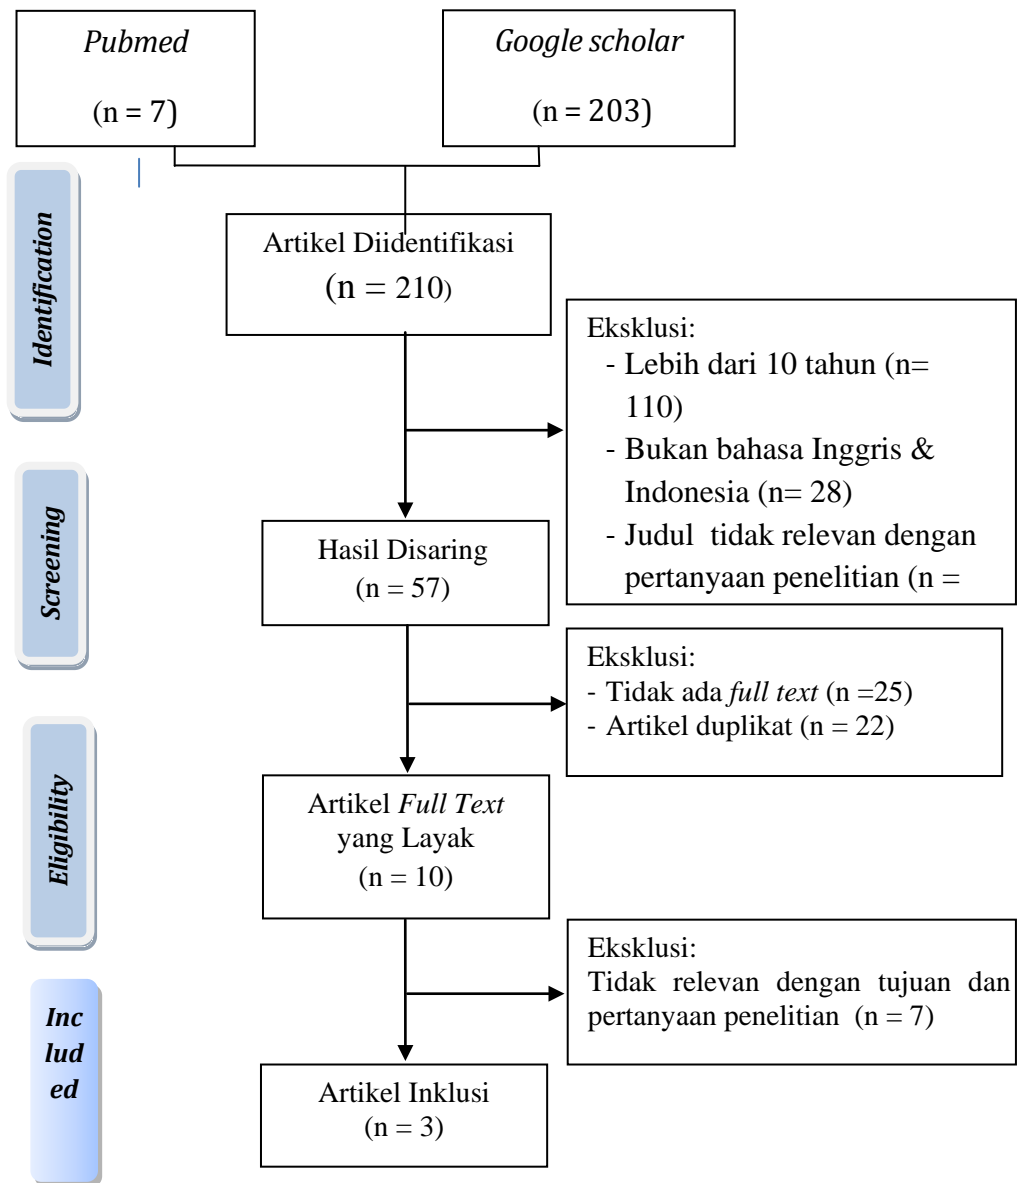 Pubmed
(n = 7)
Google scholar
(n = 203)
Identification
Artikel Diidentifikasi
(n = 210)
Eksklusi:
- Lebih dari 10 tahun (n=
110)
- Bukan bahasa Inggris &
Indonesia (n= 28)
- Judul tidak relevan dengan
pertanyaan penelitian (n =
Screening
Hasil Disaring
(n = 57)
Eksklusi:
- Tidak ada full text (n =25)
- Artikel duplikat (n = 22)
Eligibility
Artikel Full Text
yang Layak
(n = 10)
Eksklusi:
Tidak relevan dengan tujuan dan
pertanyaan penelitian (n = 7)
Inc
lud
ed
Artikel Inklusi
(n = 3)